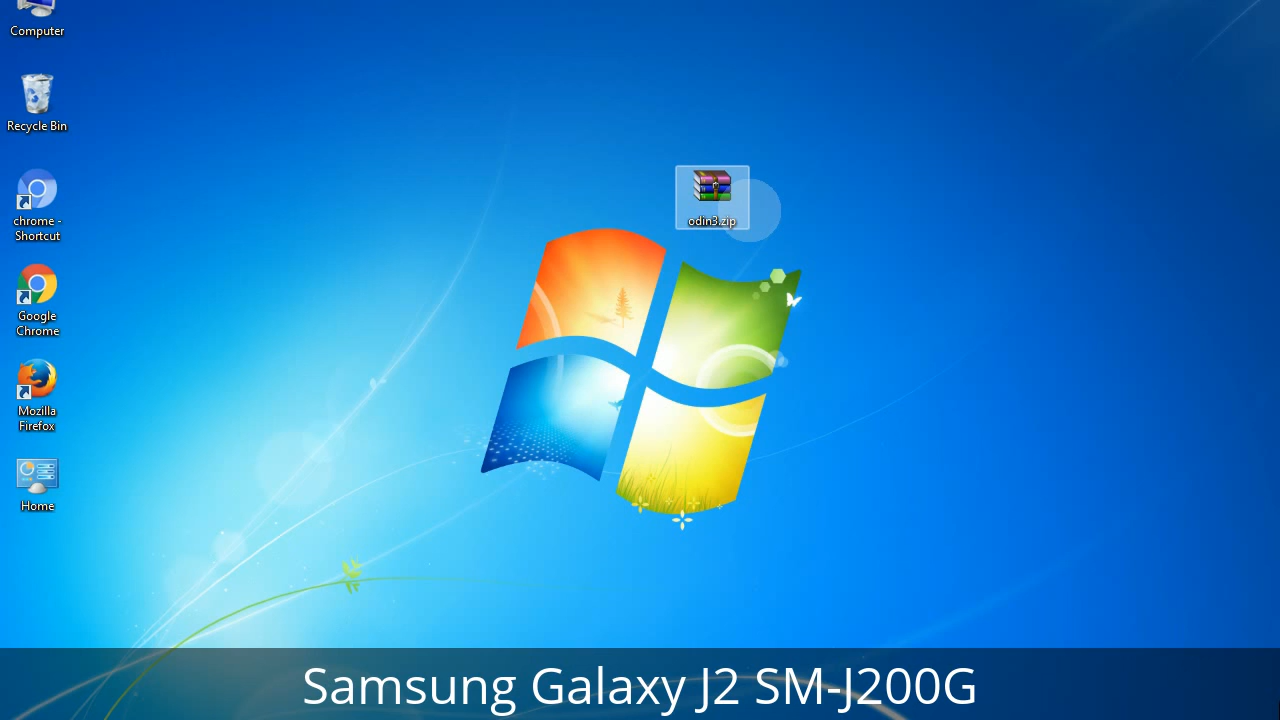 Computer
Recycle Bin
chrome -
Shortcut
Google
Chrome
Mozilla
Firefox
Home
odin3.zip
Samsung Galaxy J2 SM-J200G